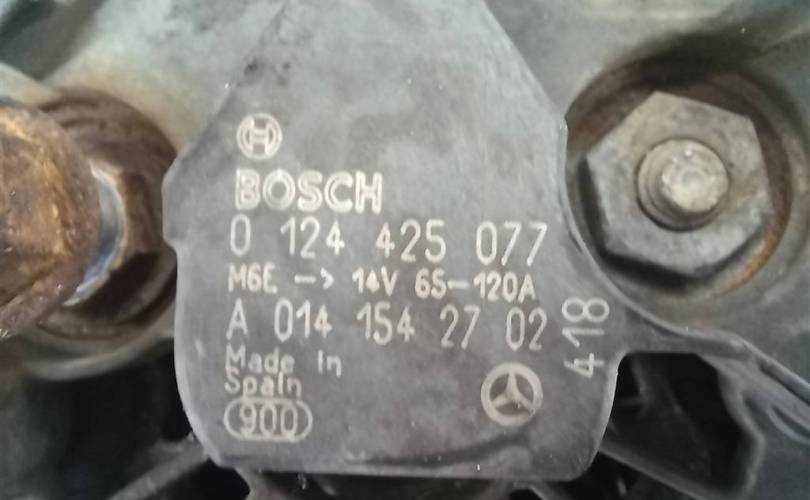 BOSCH
0 124 425 077
M6E -> 14V 65-120A
A 014 154 27 02
418
Made in
Spain
900